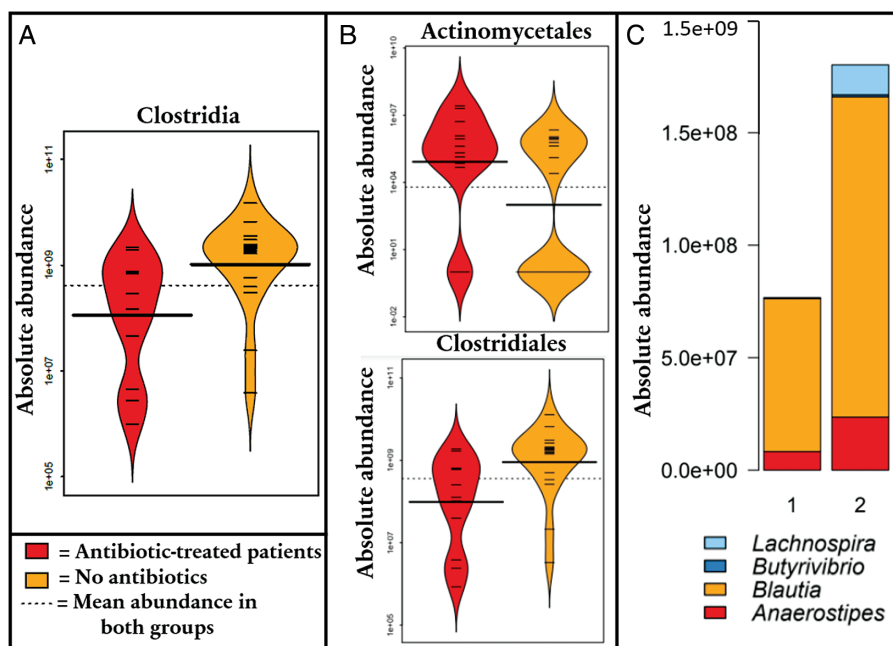 A
Clostridia
Absolute abundance
1e+11
1e+09
1e+07
1e+05
= Antibiotic-treated patients
= No antibiotics
= Mean abundance in
both groups
B
Actinomycetales
Absolute abundance
1e+10
1e+07
1e+04
1e+01
1e-02
Clostridiales
Absolute abundance
1e+11
1e+09
1e+07
1e+05
C
Absolute abundance
1.5e+09
1.5e+08
1.0e+08
5.0e+07
0.0e+00
1 2
Lachnospira
Butyrivibrio
Blautia
Anaerostipes